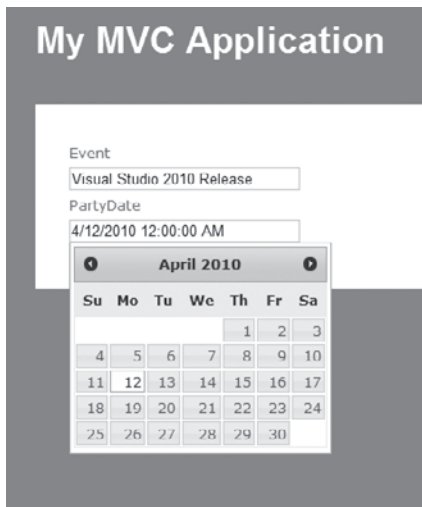 My MVC Application
Event
Visual Studio 2010 Release
PartyDate
4/12/2010 12:00:00 AM
April 2010
Su Mo Tu We Th Fr Sa
1 2 3
4 5 6 7 8 9 10
11 12 13 14 15 16 17
18 19 20 21 22 23 24
25 26 27 28 29 30